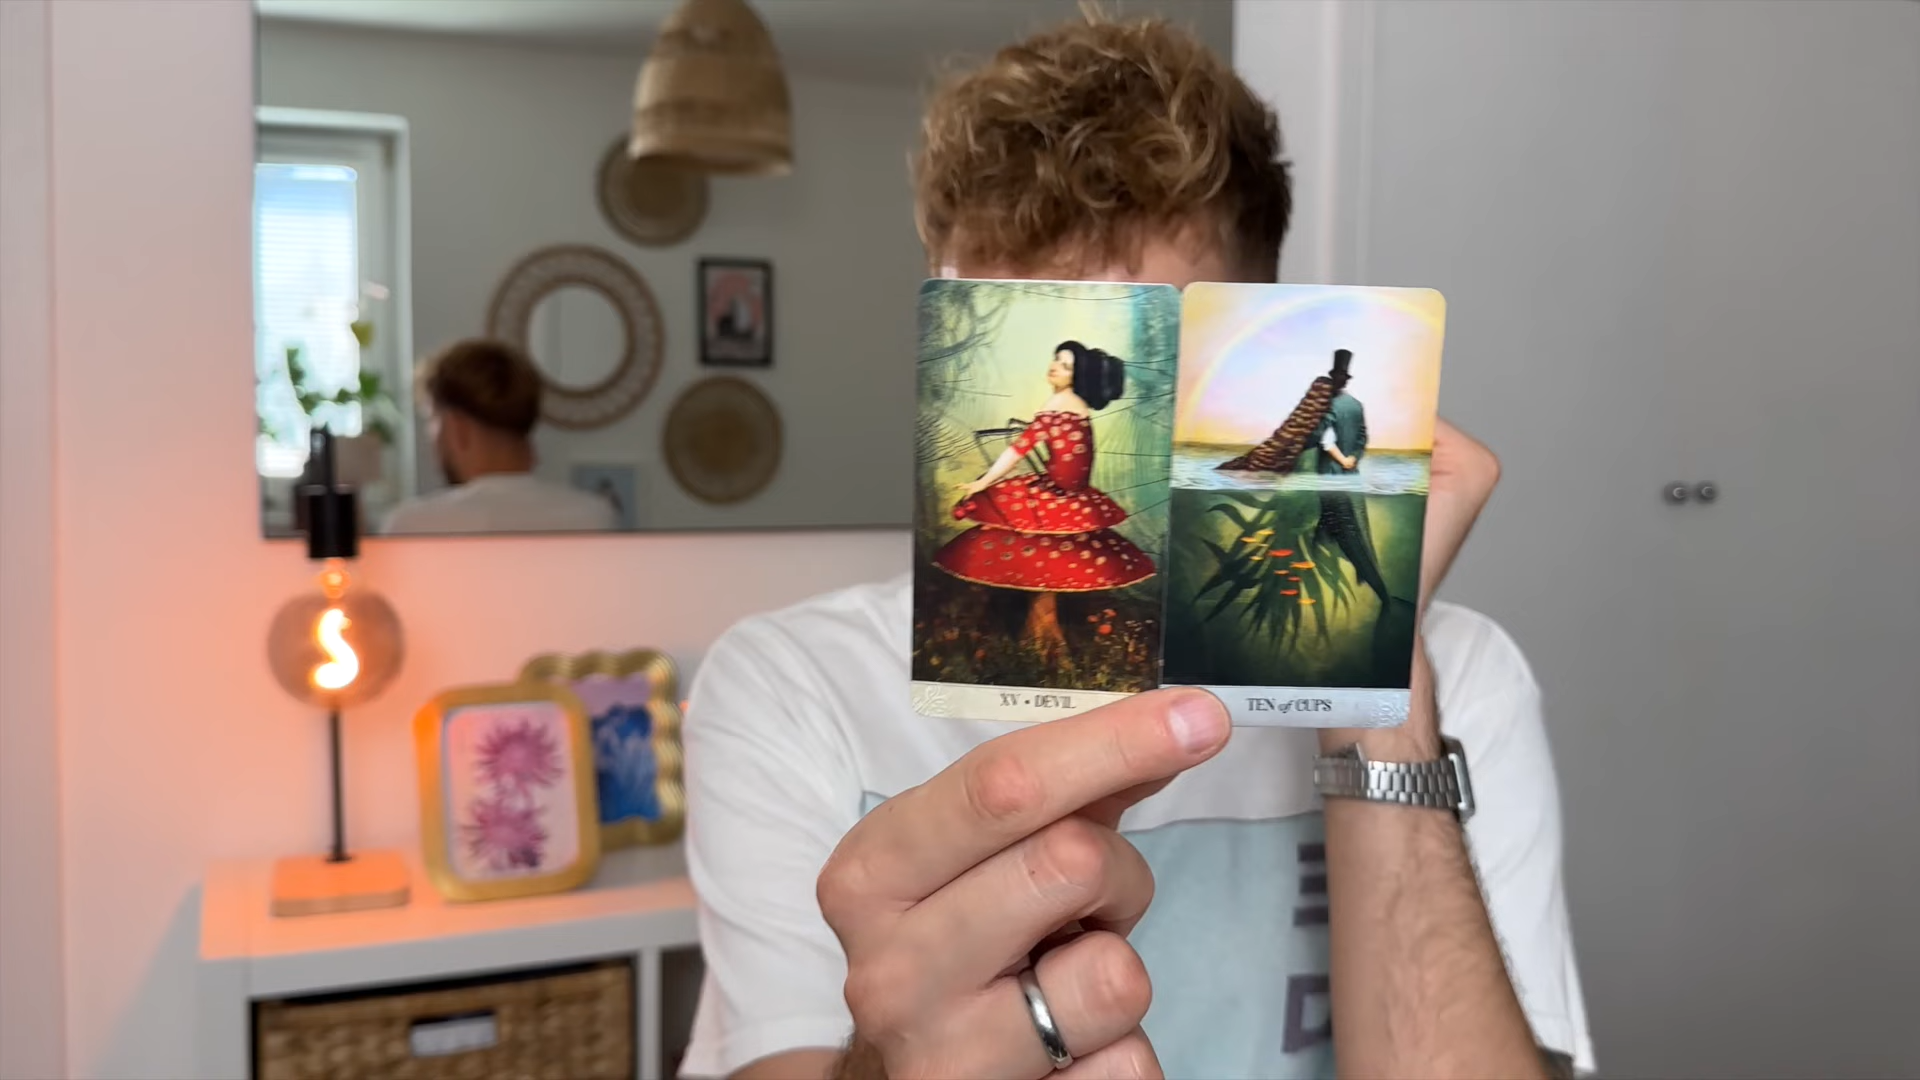 XV • DEVIL
TEN of CUPS